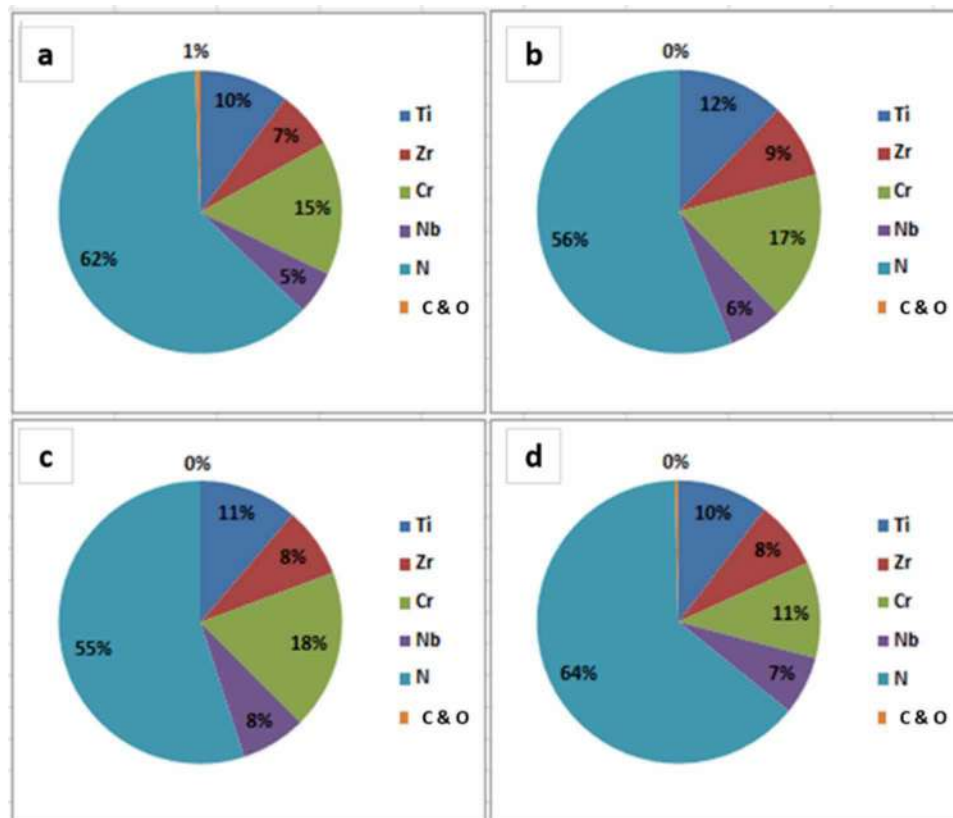 a
1%
10%
7%
15%
5%
62%
Ti
Zr
Cr
Nb
N
C & O
b
0%
12%
9%
17%
6%
56%
Ti
Zr
Cr
Nb
N
C & O
c
0%
11%
8%
18%
8%
55%
Ti
Zr
Cr
Nb
N
C & O
d
0%
10%
8%
11%
7%
64%
Ti
Zr
Cr
Nb
N
C & O